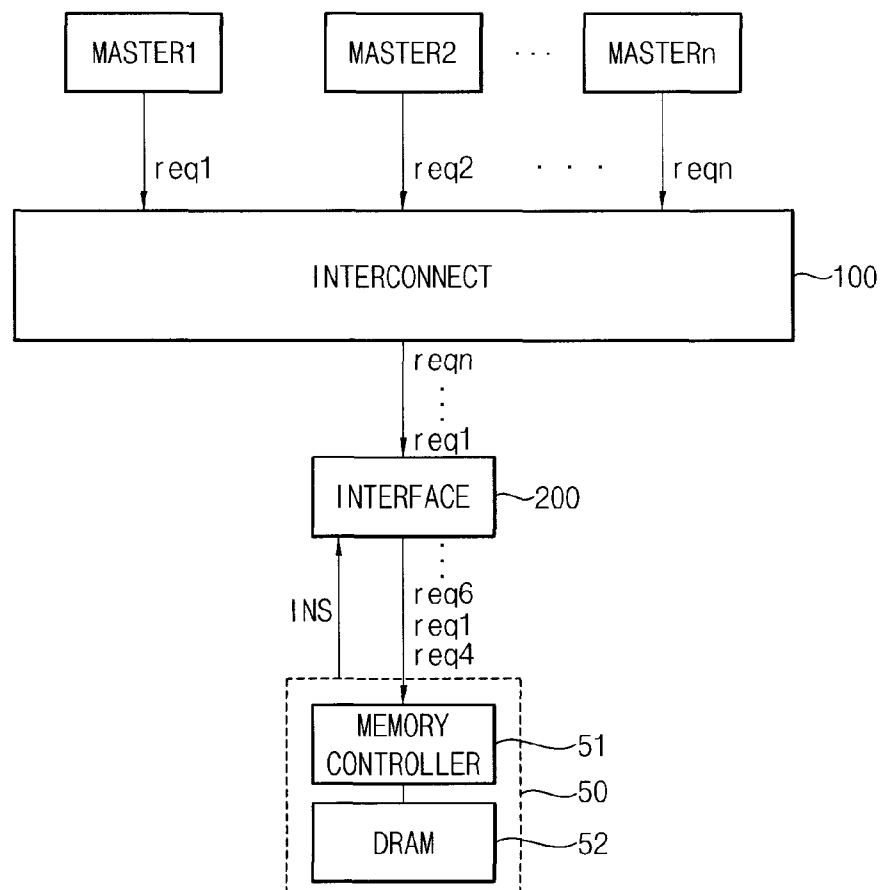 MASTER1 MASTER2 ... MASTERn
req1 req2 . . . reqn
INTERCONNECT 100
reqn
.
.
.
req1
INTERFACE 200
.
.
.
req6
INS
req1
req4
MEMORY
CONTROLLER 51
50
DRAM 52